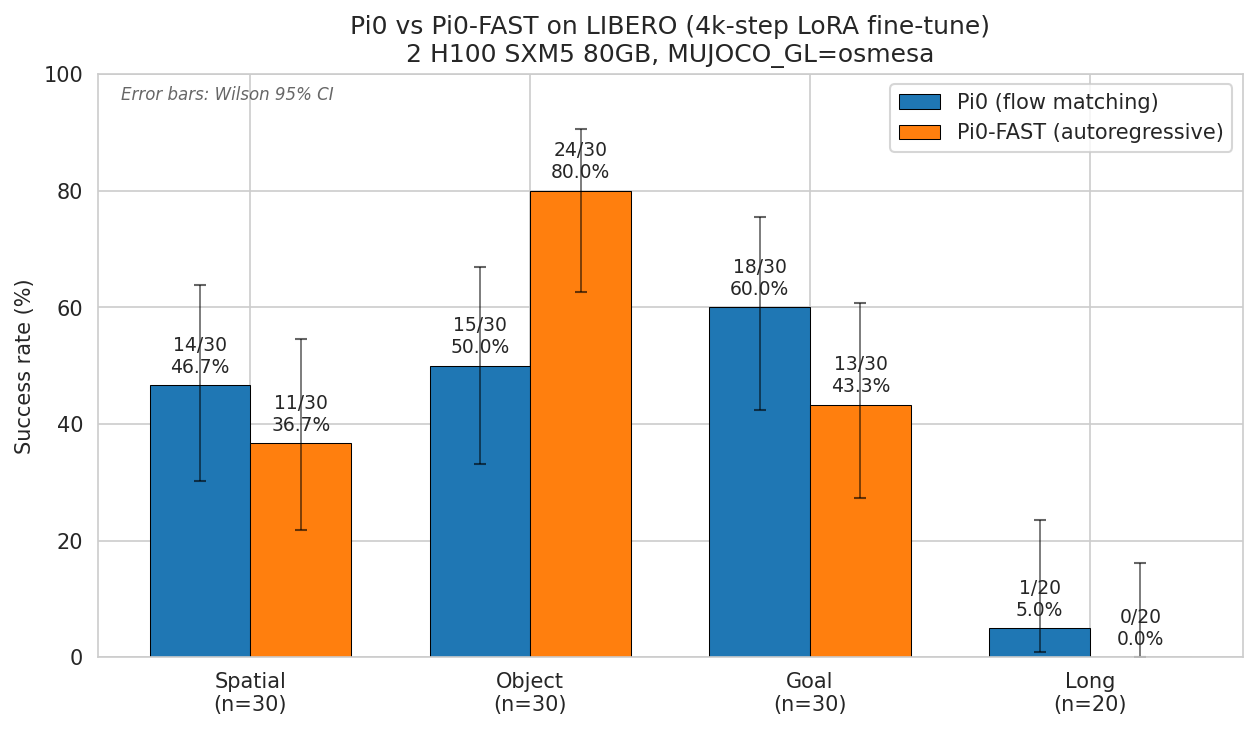 Pi0 vs Pi0-FAST on LIBERO (4k-step LoRA fine-tune)
2 H100 SXM5 80GB, MUJOCO_GL=osmesa
Error bars: Wilson 95% CI
Pi0 (flow matching)
Pi0-FAST (autoregressive)
Success rate (%)
100
80
60
40
20
0
14/30
46.7%
11/30
36.7%
15/30
50.0%
24/30
80.0%
18/30
60.0%
13/30
43.3%
1/20
5.0%
0/20
0.0%
Spatial
(n=30)
Object
(n=30)
Goal
(n=30)
Long
(n=20)